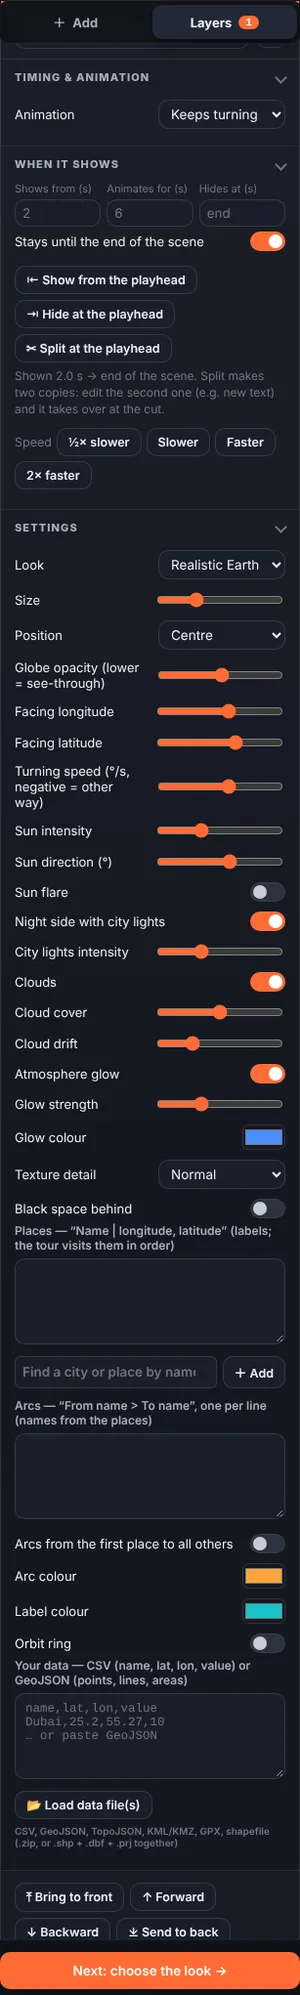 + Add
Layers 1
TIMING & ANIMATION
Animation
Keeps turning
WHEN IT SHOWS
Shows from (s)
Animates for (s)
Hides at (s)
2
6
end
Stays until the end of the scene
⇤ Show from the playhead
⇥ Hide at the playhead
✂ Split at the playhead
Shown 2.0 s → end of the scene. Split makes
two copies: edit the second one (e.g. new text)
and it takes over at the cut.
Speed
½× slower
Slower
Faster
2× faster
SETTINGS
Look
Realistic Earth
Size
Position
Centre
Globe opacity (lower
= see-through)
Facing longitude
Facing latitude
Turning speed (°/s,
negative = other
way)
Sun intensity
Sun direction (°)
Sun flare
Night side with city lights
City lights intensity
Clouds
Cloud cover
Cloud drift
Atmosphere glow
Glow strength
Glow colour
Texture detail
Normal
Black space behind
Places — “Name | longitude, latitude” (labels;
the tour visits them in order)
Find a city or place by name
+ Add
Arcs — “From name > To name”, one per line
(names from the places)
Arcs from the first place to all others
Arc colour
Label colour
Orbit ring
Your data — CSV (name, lat, lon, value) or
GeoJSON (points, lines, areas)
name,lat,lon,value
Dubai,25.2,55.27,10
… or paste GeoJSON
📂 Load data file(s)
CSV, GeoJSON, TopoJSON, KML/KMZ, GPX, shapefile
(.zip, or .shp + .dbf + .prj together)
⤒ Bring to front
↑ Forward
↓ Backward
⤓ Send to back
Next: choose the look →